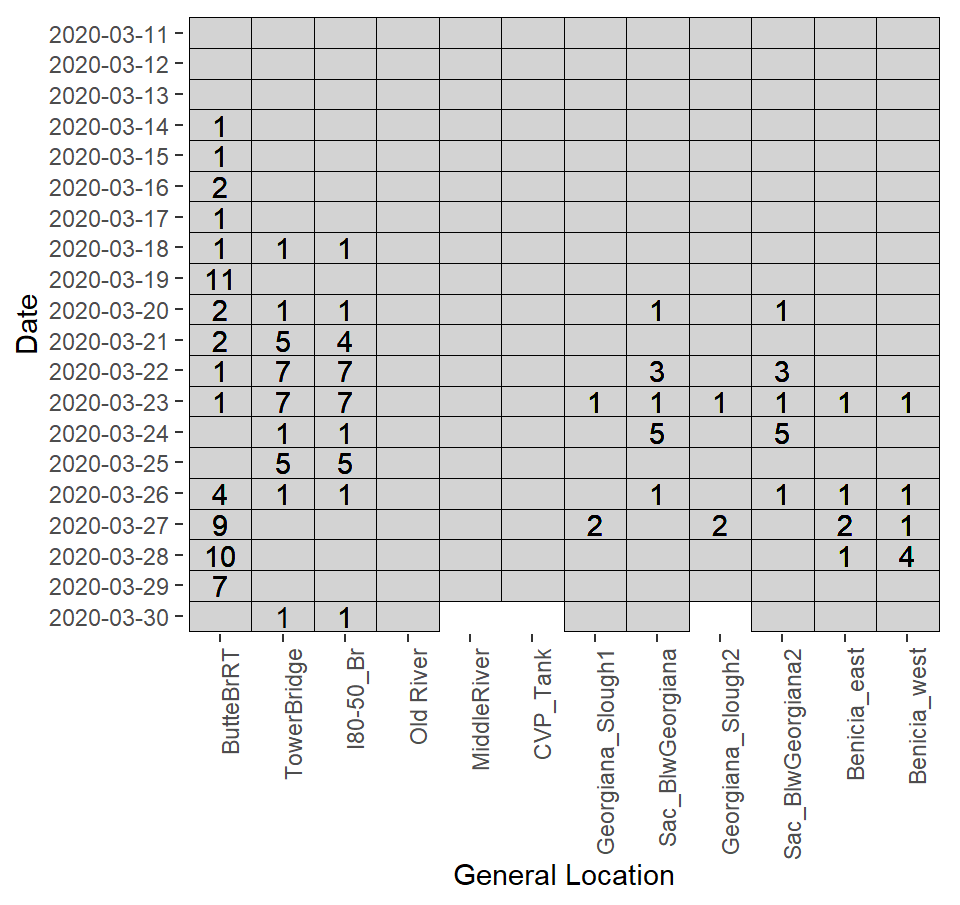 2020-03-11
2020-03-12
2020-03-13
2020-03-14 1
2020-03-15 1
2020-03-16 2
2020-03-17 1
2020-03-18 1 1 1
2020-03-19 11
2020-03-20 2 1 1 1 1
2020-03-21 2 5 4
2020-03-22 1 7 7 3 3
2020-03-23 1 7 7 1 1 1 1 1 1
2020-03-24 1 1 5 5
2020-03-25 5 5
2020-03-26 4 1 1 1 1 1 1
2020-03-27 9 2 2 2 1
2020-03-28 10 1 4
2020-03-29 7
2020-03-30 1 1
Date
ButteBrRT
TowerBridge
I80-50_Br
Old River
MiddleRiver
CVP_Tank
Georgiana_Slough1
Sac_BlwGeorgiana
Georgiana_Slough2
Sac_BlwGeorgiana2
Benicia_east
Benicia_west
General Location